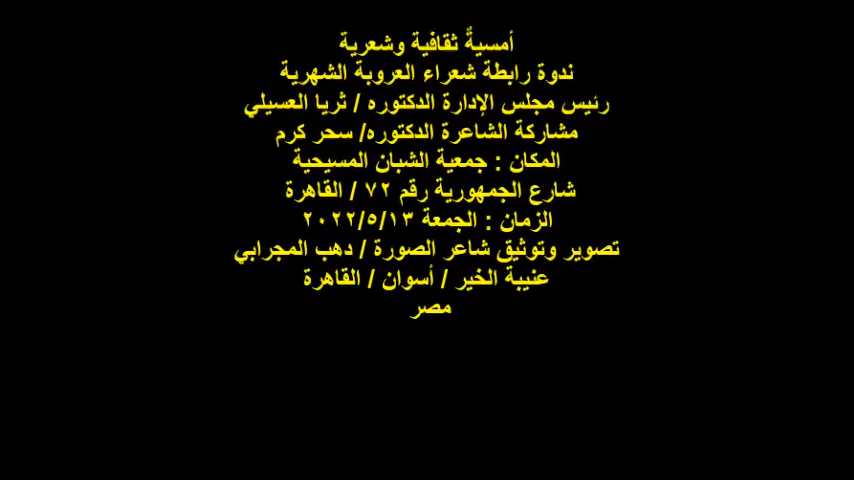 أمسيةٌ ثقافية وشعرية
ندوة رابطة شعراء العروبة الشهرية
رئيس مجلس الإدارة الدكتوره / ثريا العسيلي
مشاركة الشاعرة الدكتوره/ سحر كرم
المكان : جمعية الشبان المسيحية
شارع الجمهورية رقم ٧٢ / القاهرة
الزمان : الجمعة ٢٠٢٢/٥/١٣
تصوير وتوثيق شاعر الصورة / دهب المجرابي
عنيبة الخير / أسوان / القاهرة
مصر